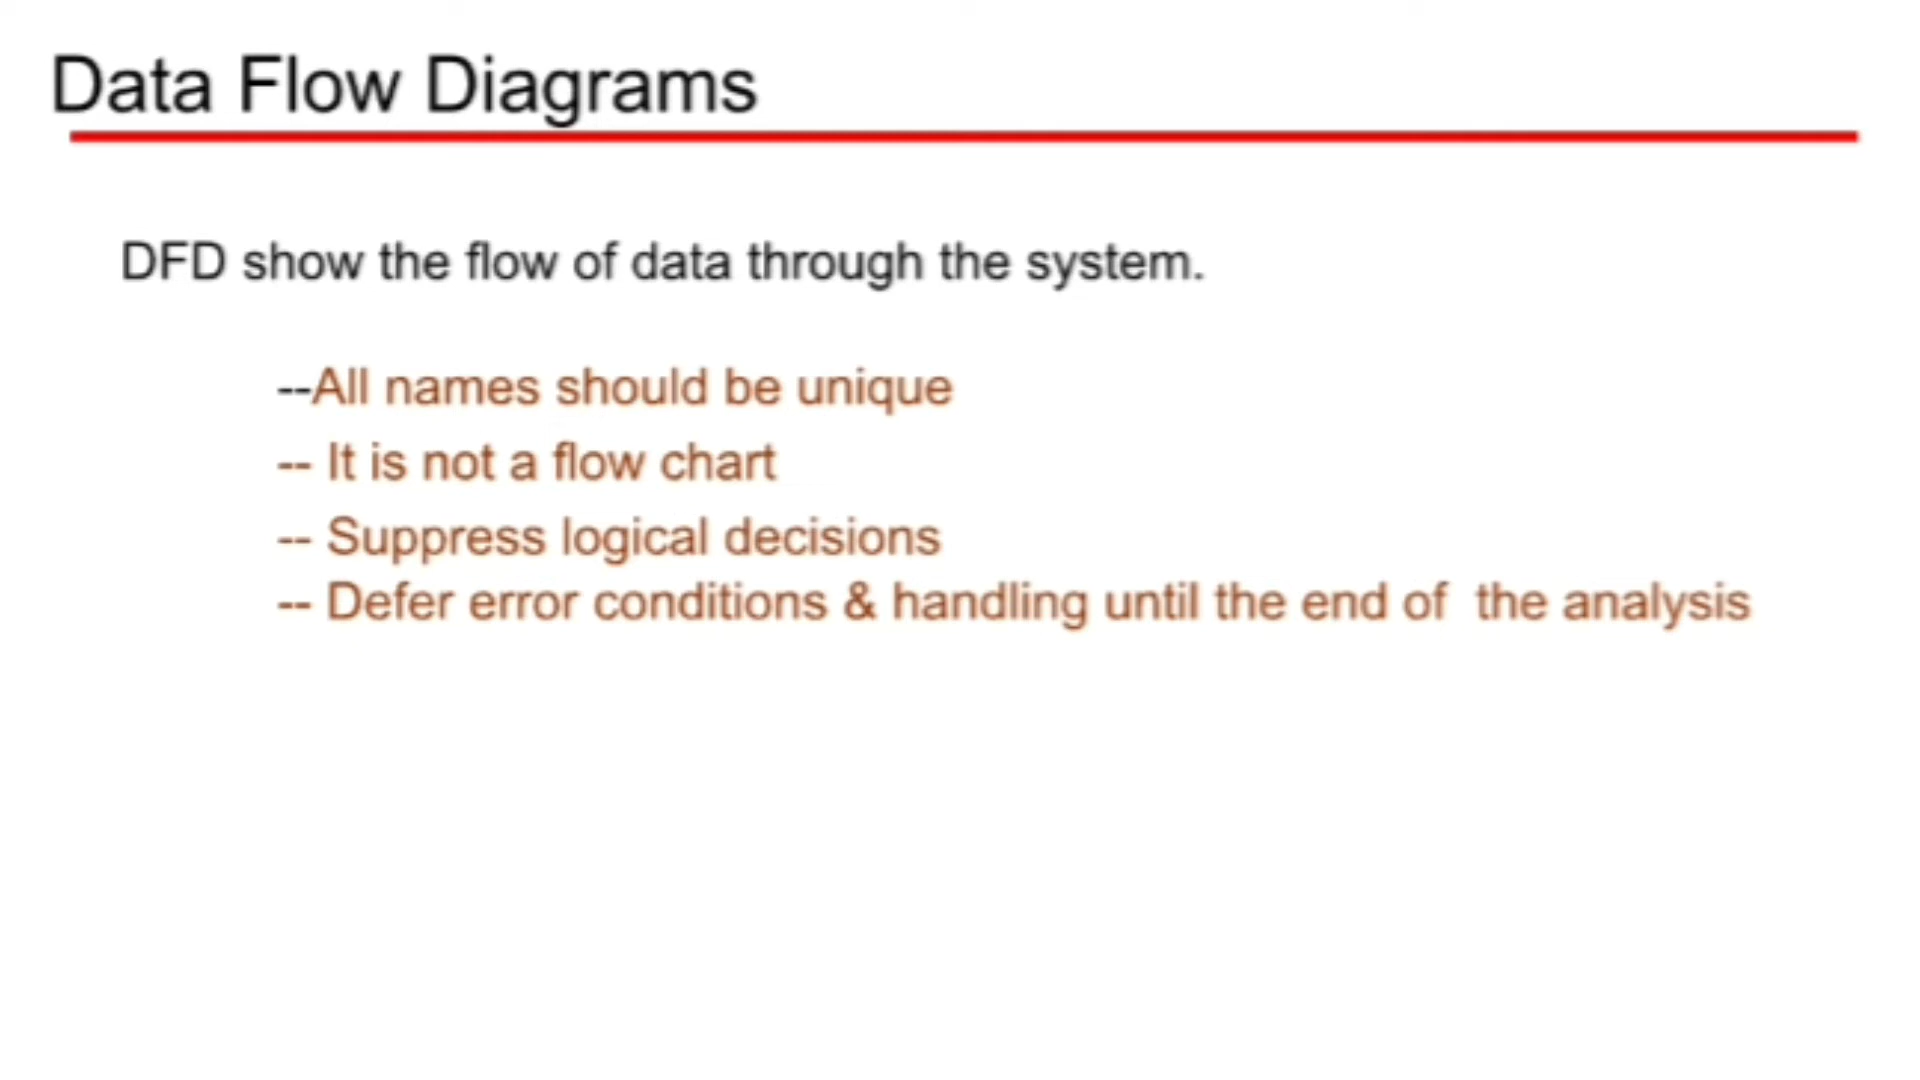 Data Flow Diagrams
DFD show the flow of data through the system.
--All names should be unique
-- It is not a flow chart
-- Suppress logical decisions
-- Defer error conditions & handling until the end of  the analysis